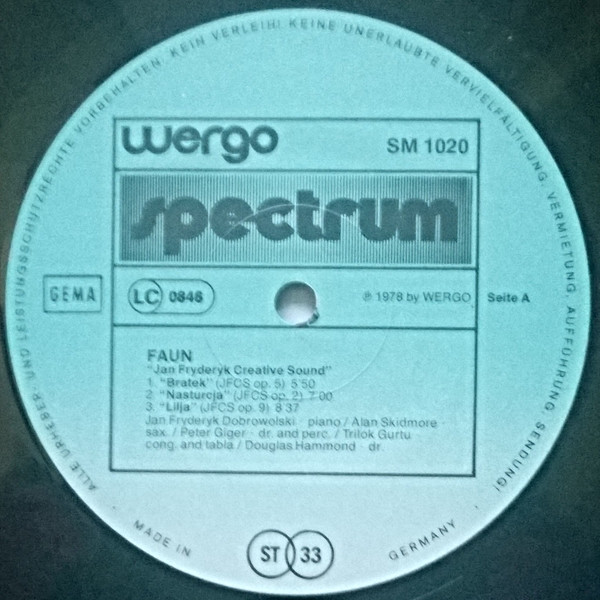 ALLE URHEBER UND LEISTUNGSSCHUTZRECHTE VORBEHALTEN. KEIN VERLEIH! KEINE UNERLAUBTE VERVIELFÄLTIGUNG, VERMIETUNG, AUFFÜHRUNG, SENDUNG!
wergo
SM 1020
spectrum
GEMA
LC 0846
℗ 1978 by WERGO
Seite A
FAUN
"Jan Fryderyk Creative Sound"
1. "Bratek" (JFCS op. 5) 5'50
2. "Nasturcja" (JFCS op. 2) 7'00
3. "Lilja" (JFCS op. 9) 8'37
Jan Fryderyk Dobrowolski - piano / Alan Skidmore -
sax. / Peter Giger - dr. and perc. / Trilok Gurtu
cong. and tabla / Douglas Hammond - dr.
MADE IN GERMANY
ST 33